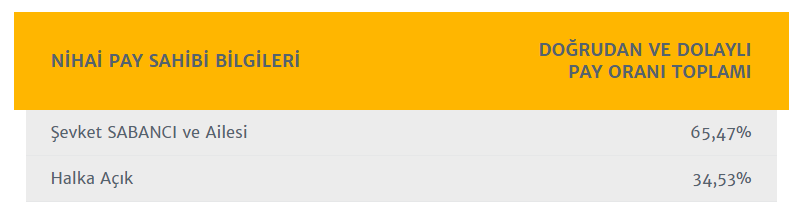 NİHAİ PAY SAHİBİ BİLGİLERİ
DOĞRUDAN VE DOLAYLI
PAY ORANI TOPLAMI
Şevket SABANCI ve Ailesi 65,47%
Halka Açık 34,53%